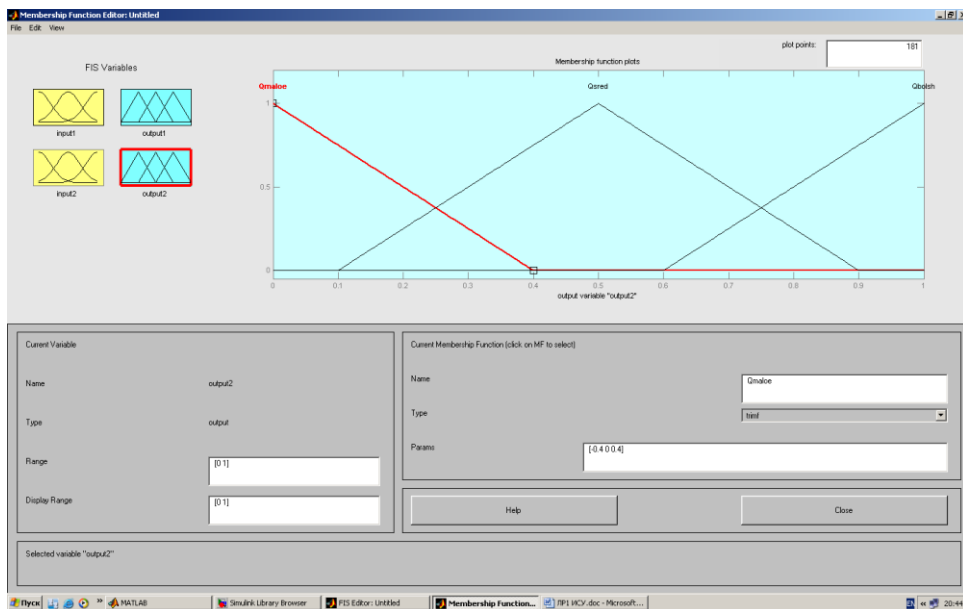 Membership Function Editor: Untitled
File Edit View
plot points:
181
FIS Variables
Membership function plots
Qmaloe
Qsred
Qbolsh
input1
output1
input2
output2
1
0.5
0
0 0.1 0.2 0.3 0.4 0.5 0.6 0.7 0.8 0.9 1
output variable "output2"
Current Variable
Name
output2
Type
output
Range
[0 1]
Display Range
[0 1]
Current Membership Function (click on MF to select)
Name
Qmaloe
Type
trimf
Params
[-0.4 0 0.4]
Help
Close
Selected variable "output2"
Пуск
»
MATLAB
Simulink Library Browser
FIS Editor: Untitled
Membership Function...
ПР1 ИСУ.doc - Microsoft...
«
20:44